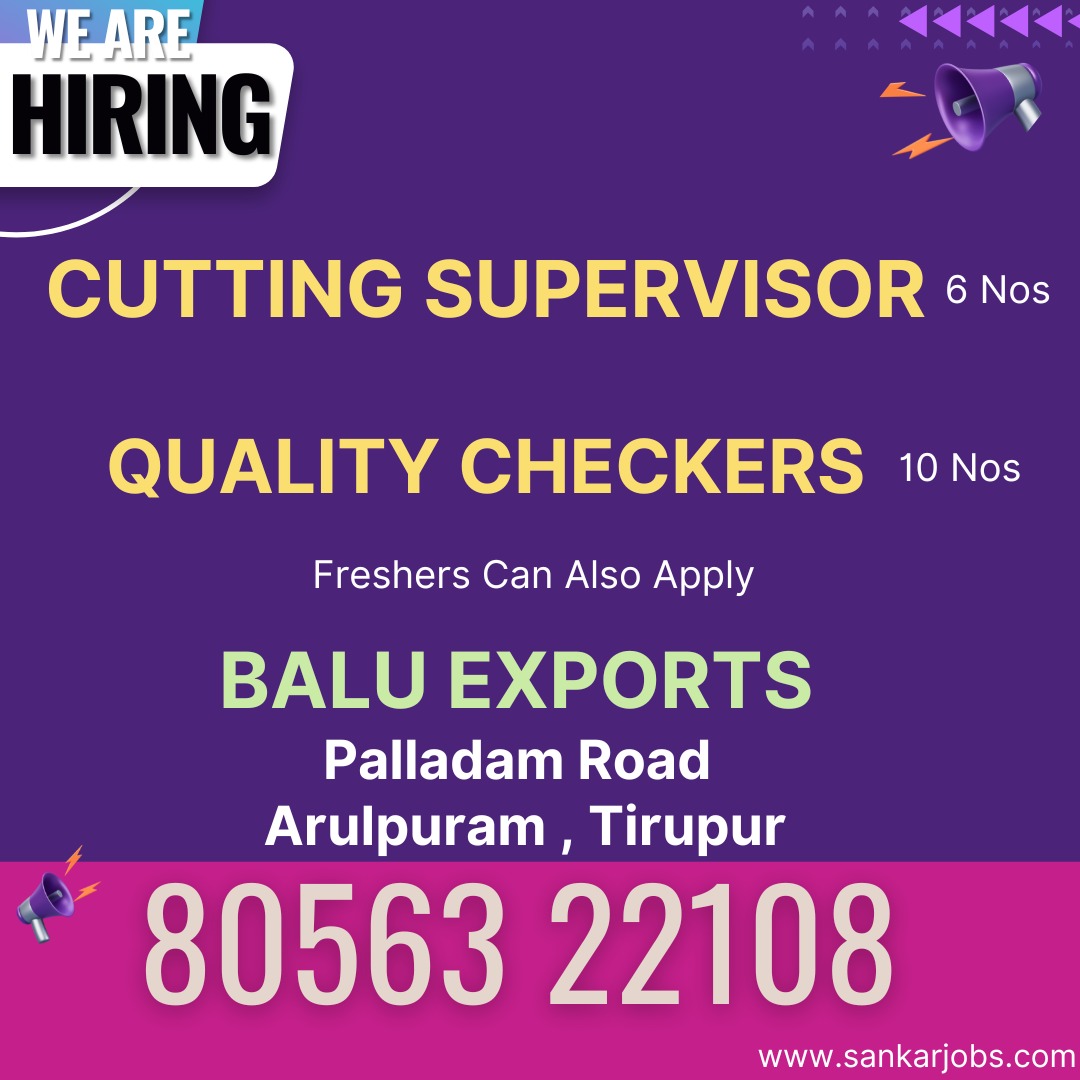 WE ARE
HIRING
CUTTING SUPERVISOR 6 Nos
QUALITY CHECKERS 10 Nos
Freshers Can Also Apply
BALU EXPORTS
Palladam Road
Arulpuram , Tirupur
80563 22108
www.sankarjobs.com